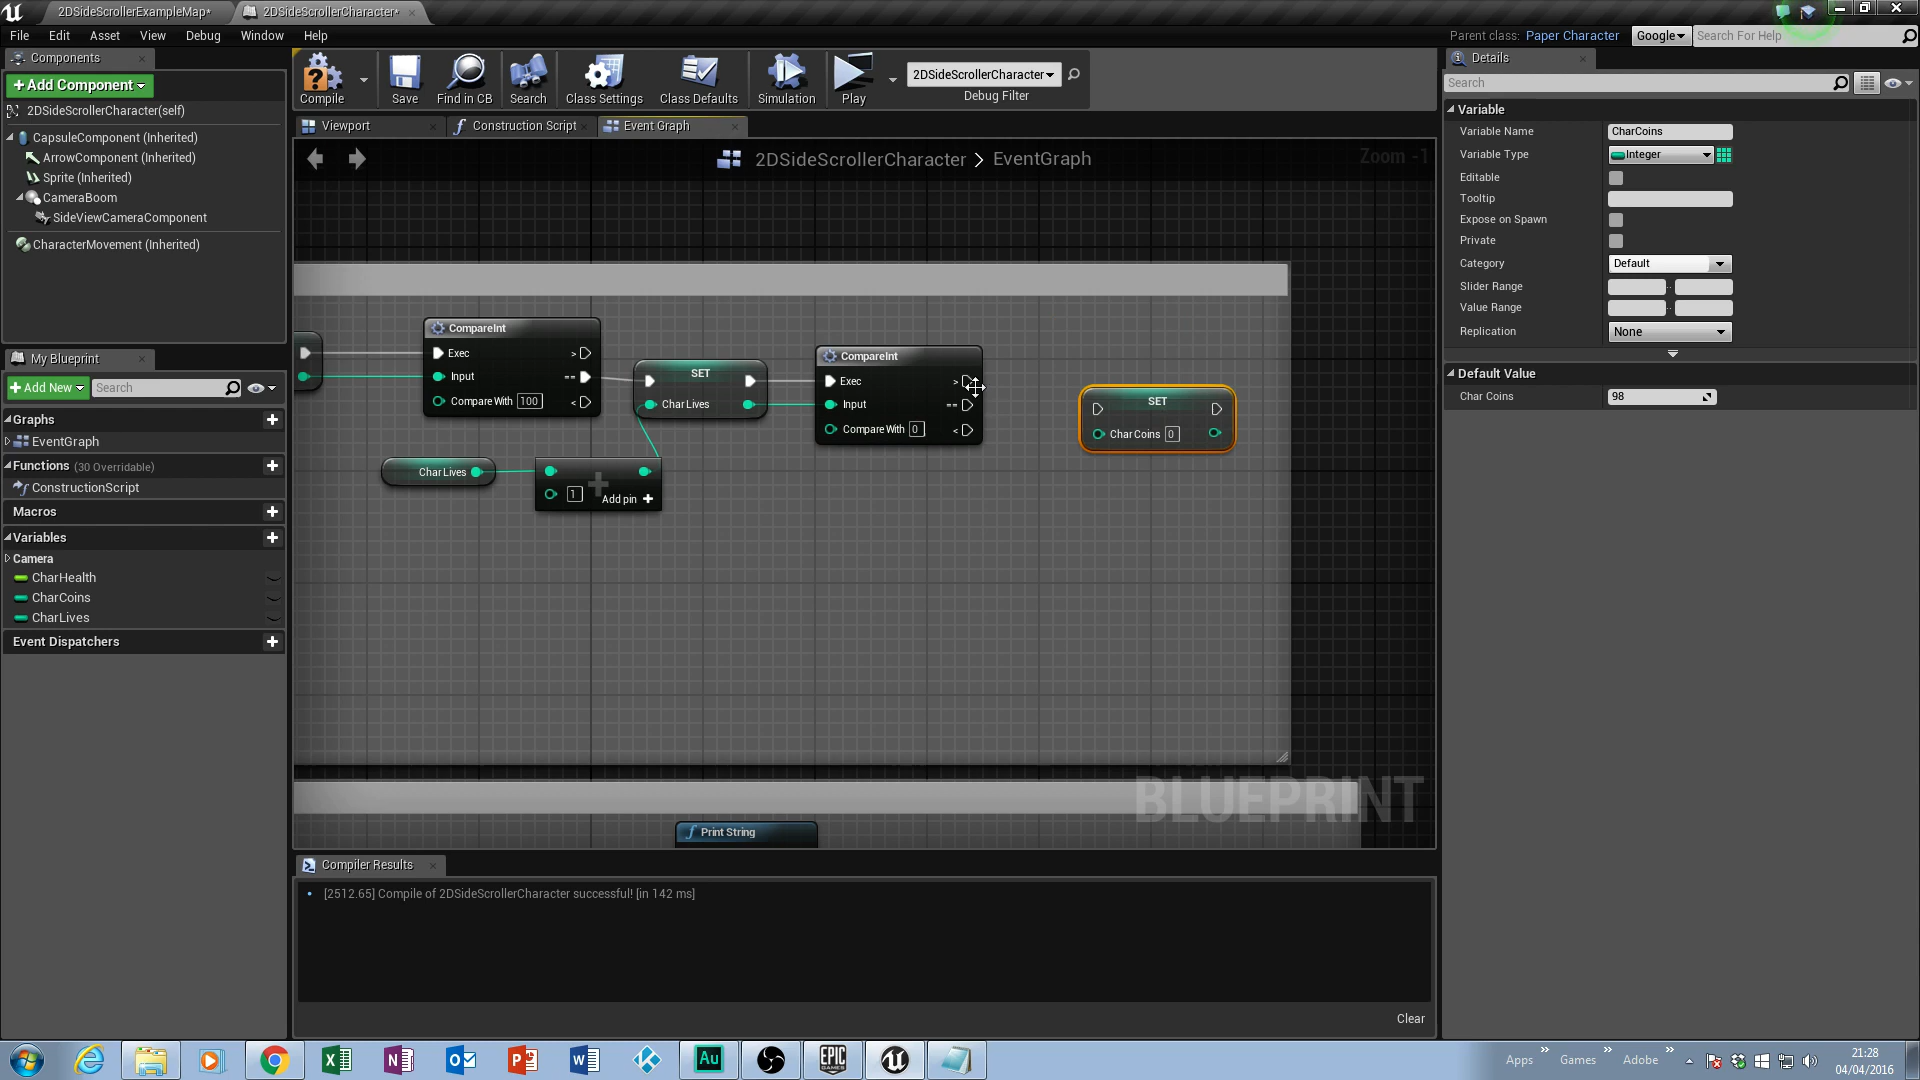 2DSideScrollerExampleMap*
2DSideScrollerCharacter*
File Edit Asset View Debug Window Help
Parent class: Paper Character Google Search For Help
Components
Add Component
2DSideScrollerCharacter(self)
CapsuleComponent (Inherited)
ArrowComponent (Inherited)
Sprite (Inherited)
CameraBoom
SideViewCameraComponent
CharacterMovement (Inherited)
My Blueprint
Add New Search
Graphs
EventGraph
Functions (30 Overridable)
ConstructionScript
Macros
Variables
Camera
CharHealth
CharCoins
CharLives
Event Dispatchers
Compile Save Find in CB Search Class Settings Class Defaults Simulation Play
2DSideScrollerCharacter
Debug Filter
Viewport Construction Script Event Graph
2DSideScrollerCharacter > EventGraph
Zoom -1
CompareInt
Exec >
Input ==
Compare With 100 <
SET
Char Lives
CompareInt
Exec >
Input ==
Compare With 0 <
SET
Char Coins 0
Char Lives
1 Add pin +
BLUEPRINT
Print String
Compiler Results
[2512.65] Compile of 2DSideScrollerCharacter successful! [in 142 ms]
Clear
Details
Search
Variable
Variable Name CharCoins
Variable Type Integer
Editable
Tooltip
Expose on Spawn
Private
Category Default
Slider Range
Value Range
Replication None
Default Value
Char Coins 98
Au
EPIC
GAMES
Apps » Games » Adobe »
21:28
04/04/2016